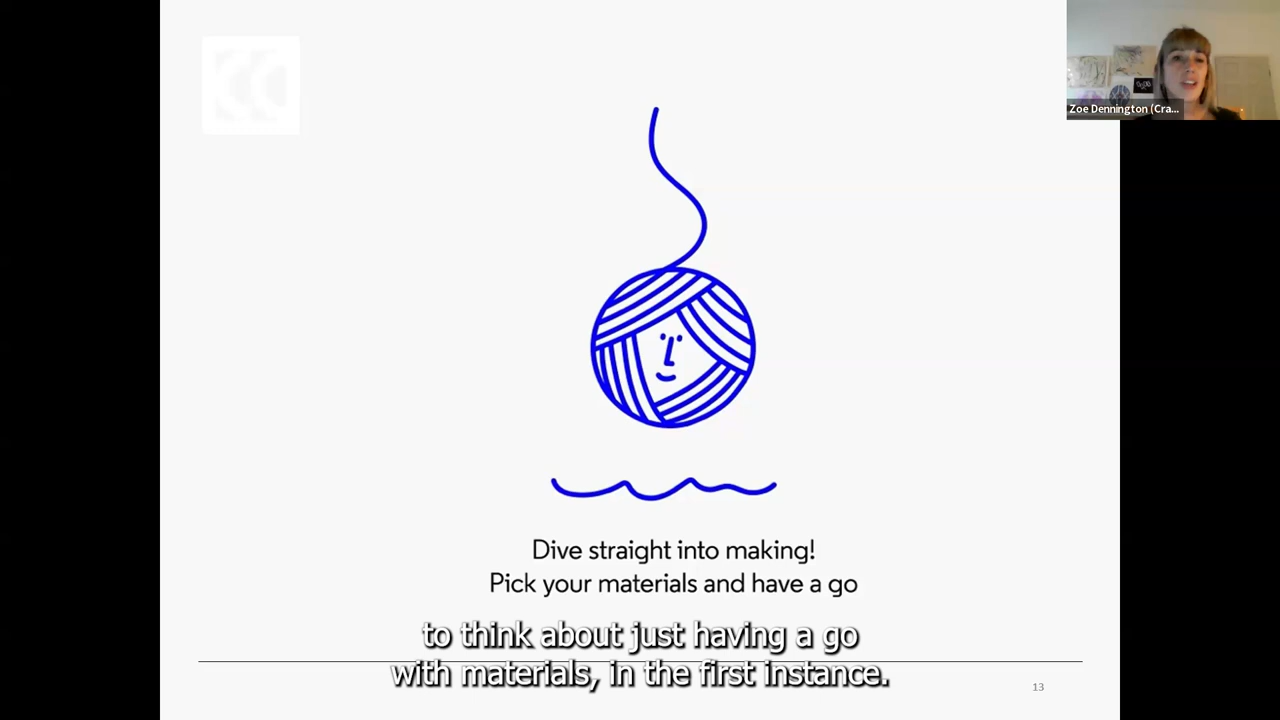 Zoe Dennington (Cra...
Dive straight into making!
Pick your materials and have a go
to think about just having a go
with materials, in the first instance.
13